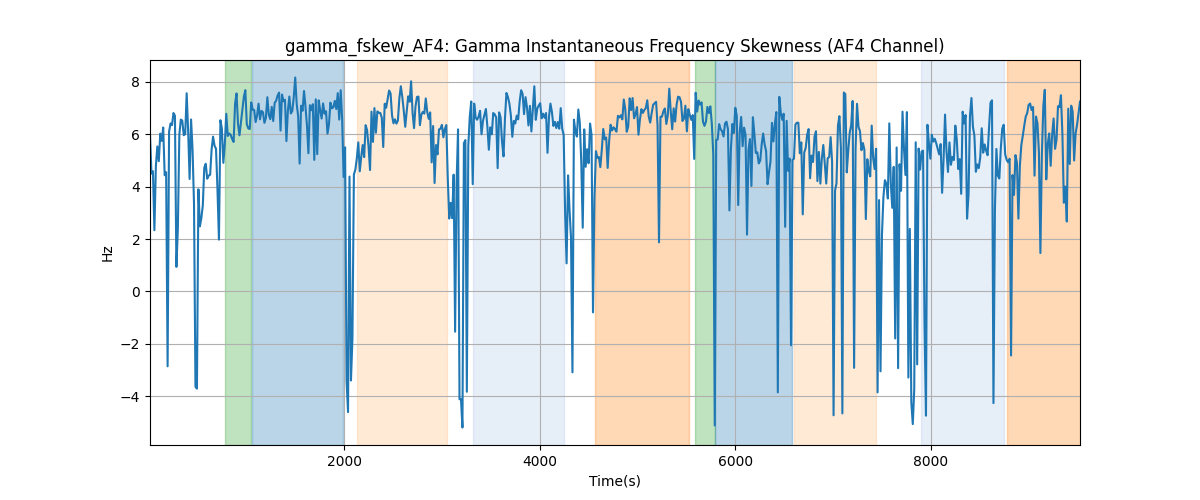 gamma_fskew_AF4: Gamma Instantaneous Frequency Skewness (AF4 Channel)
8
6
4
2
0
−2
−4
Hz
2000 4000 6000 8000
Time(s)